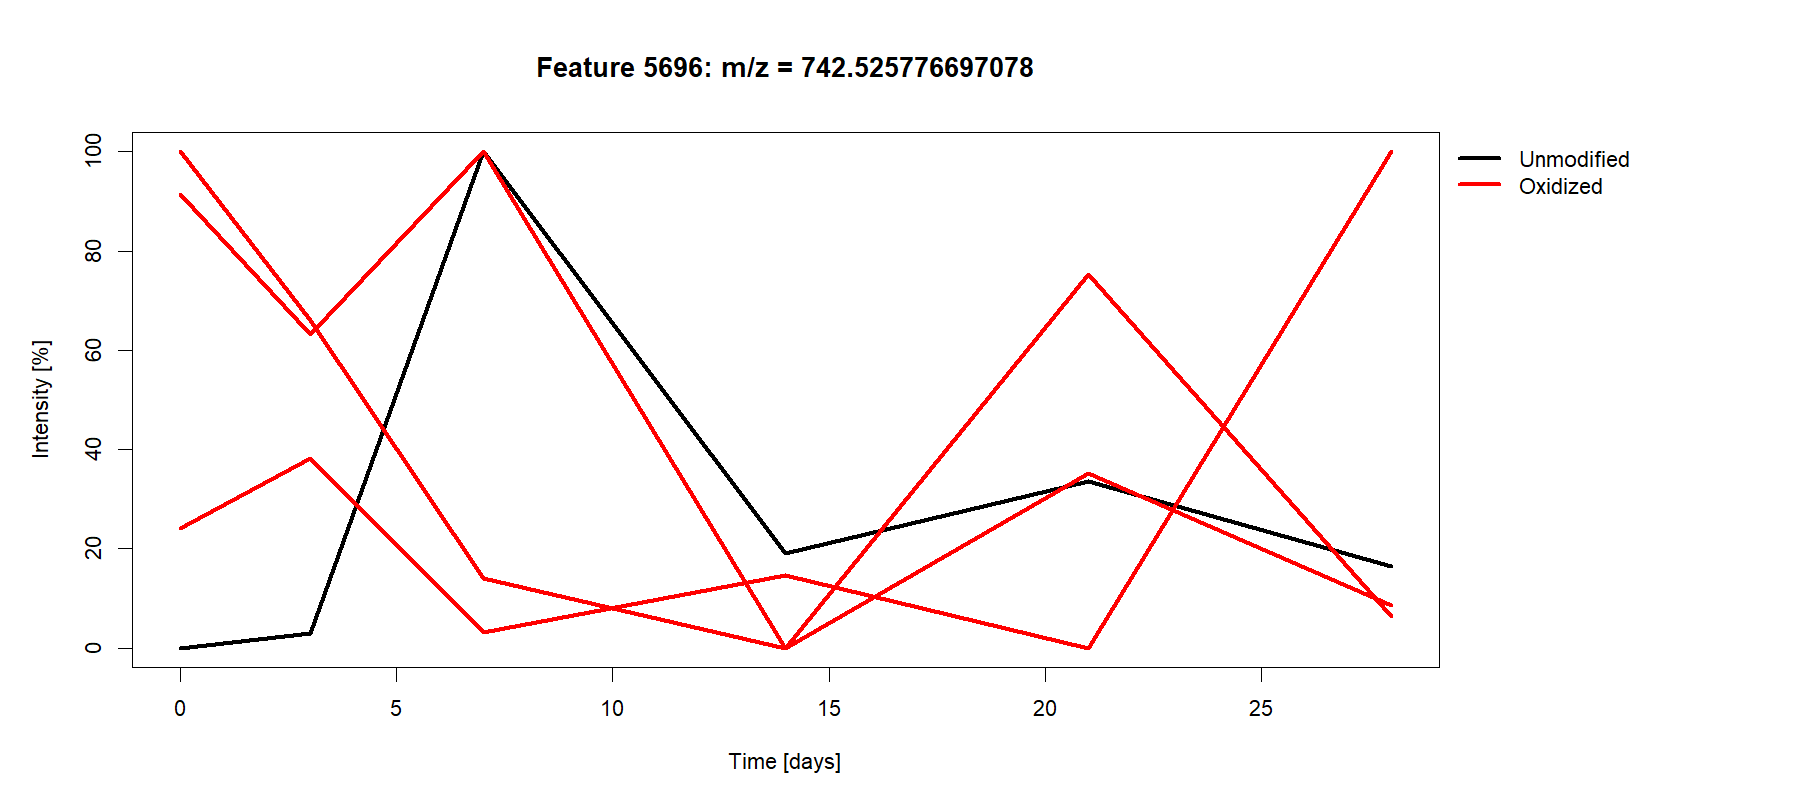 Feature 5696: m/z = 742.525776697078
Unmodified
Oxidized
Intensity [%]
100
80
60
40
20
0
0 5 10 15 20 25
Time [days]